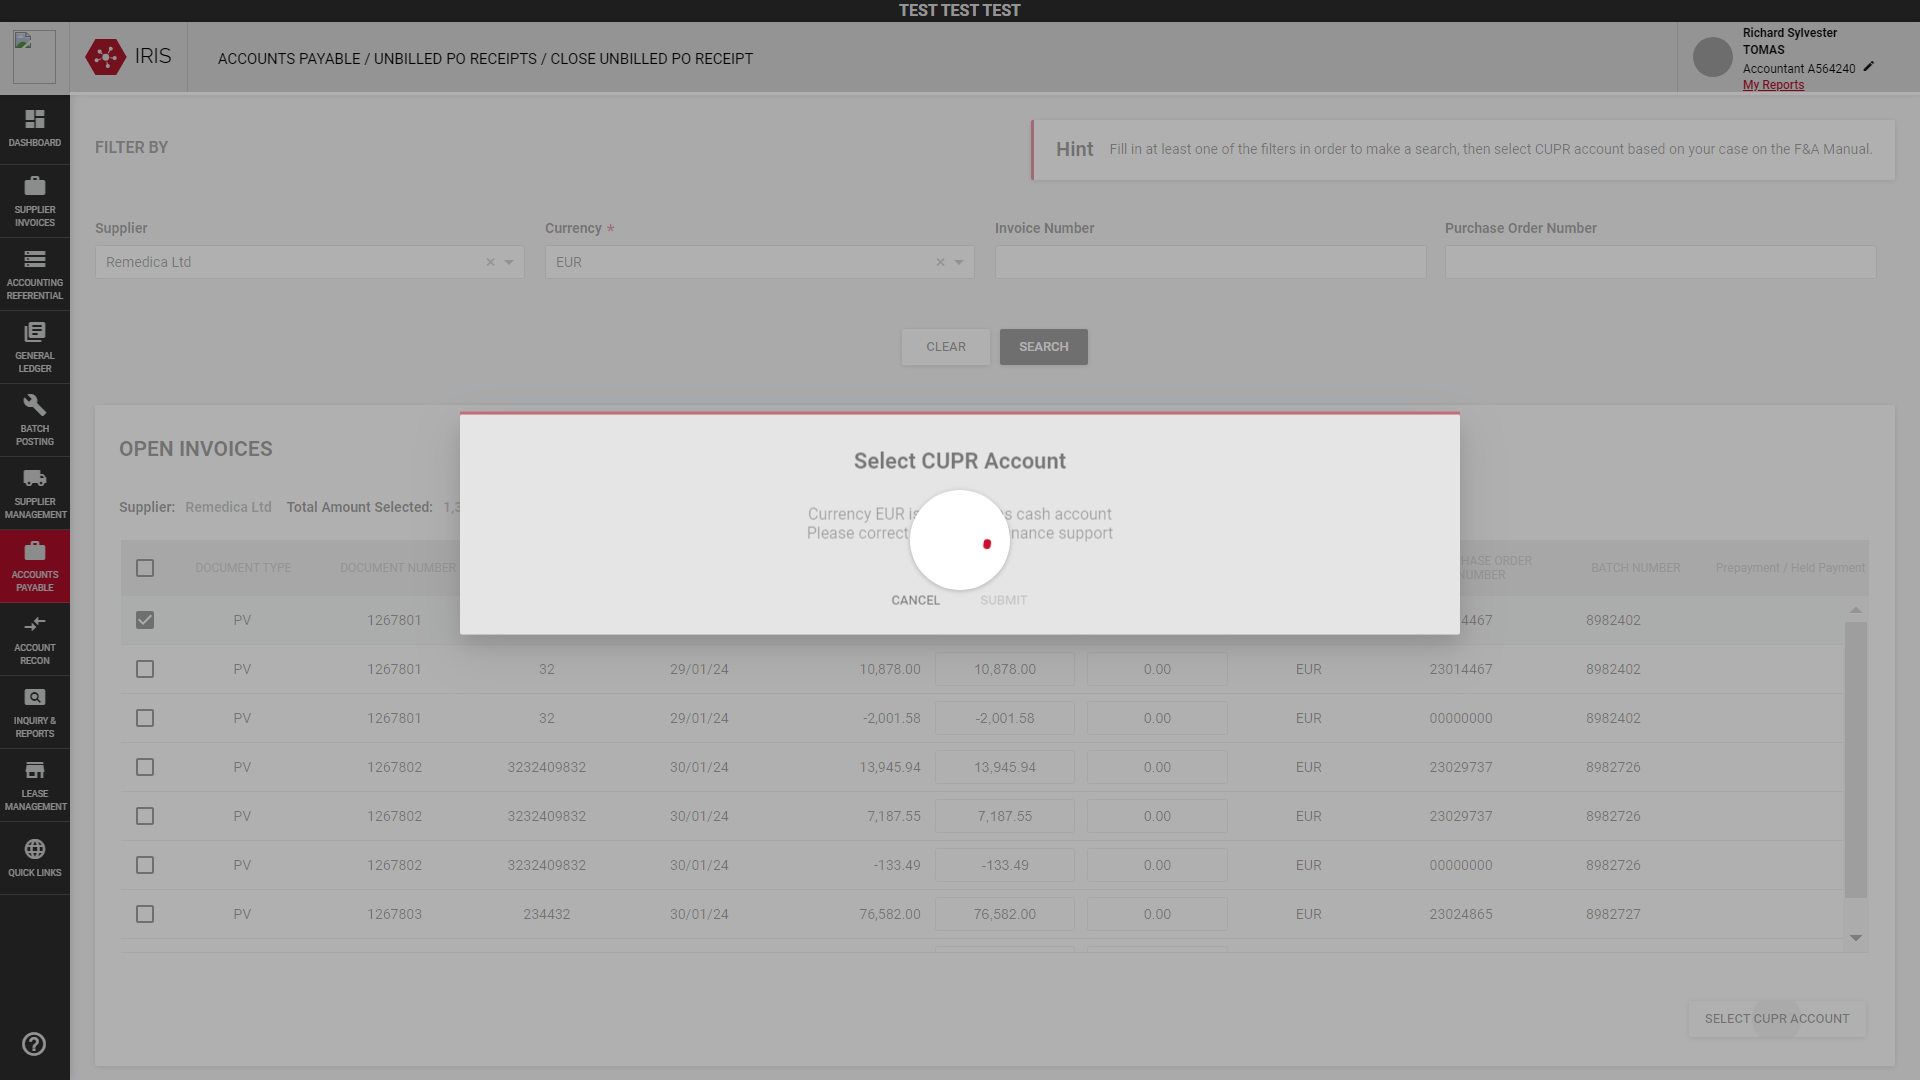 TEST TEST TEST
IRIS
ACCOUNTS PAYABLE / UNBILLED PO RECEIPTS / CLOSE UNBILLED PO RECEIPT
Richard Sylvester
TOMAS
Accountant A564240
My Reports
DASHBOARD
SUPPLIER
INVOICES
ACCOUNTING
REFERENTIAL
GENERAL
LEDGER
BATCH
POSTING
SUPPLIER
MANAGEMENT
ACCOUNTS
PAYABLE
ACCOUNT
RECON
INQUIRY &
REPORTS
LEASE
MANAGEMENT
QUICK LINKS
FILTER BY
Hint Fill in at least one of the filters in order to make a search, then select CUPR account based on your case on the F&A Manual.
Supplier Currency * Invoice Number Purchase Order Number
Remedica Ltd EUR
CLEAR SEARCH
OPEN INVOICES
Supplier: Remedica Ltd Total Amount Selected: 1,3
Select CUPR Account
Currency EUR is cash account
Please correct support
CANCEL SUBMIT
DOCUMENT TYPE DOCUMENT NUMBER ORDER BATCH NUMBER Prepayment / Held Payment
NUMBER
PV 1267801 4467 8982402
PV 1267801 32 29/01/24 10,878.00 10,878.00 0.00 EUR 23014467 8982402
PV 1267801 32 29/01/24 -2,001.58 -2,001.58 0.00 EUR 00000000 8982402
PV 1267802 3232409832 30/01/24 13,945.94 13,945.94 0.00 EUR 23029737 8982726
PV 1267802 3232409832 30/01/24 7,187.55 7,187.55 0.00 EUR 23029737 8982726
PV 1267802 3232409832 30/01/24 -133.49 -133.49 0.00 EUR 00000000 8982726
PV 1267803 234432 30/01/24 76,582.00 76,582.00 0.00 EUR 23024865 8982727
SELECT CUPR ACCOUNT